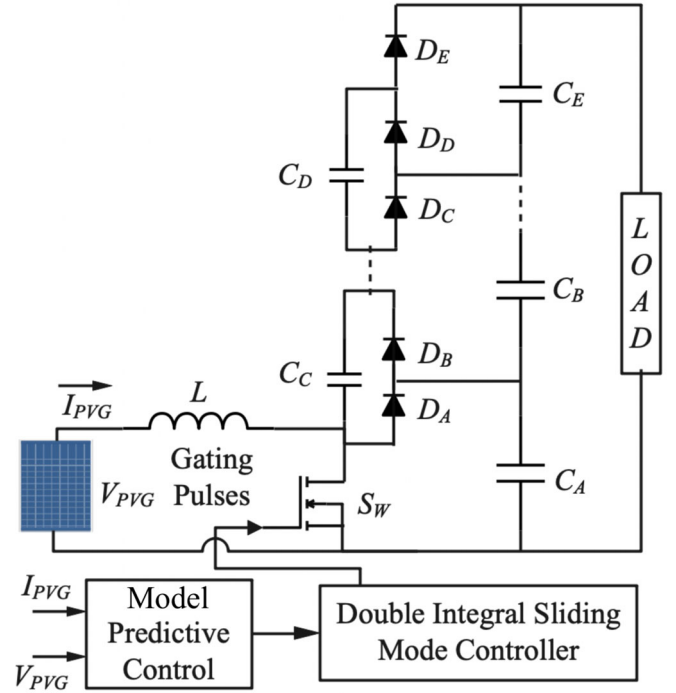 D_E
C_E
D_D
C_D
D_C
L
O
A
D
C_B
D_B
C_C
D_A
L
I_PVG
Gating
Pulses
V_PVG
C_A
S_W
I_PVG
V_PVG
Model
Predictive
Control
Double Integral Sliding
Mode Controller